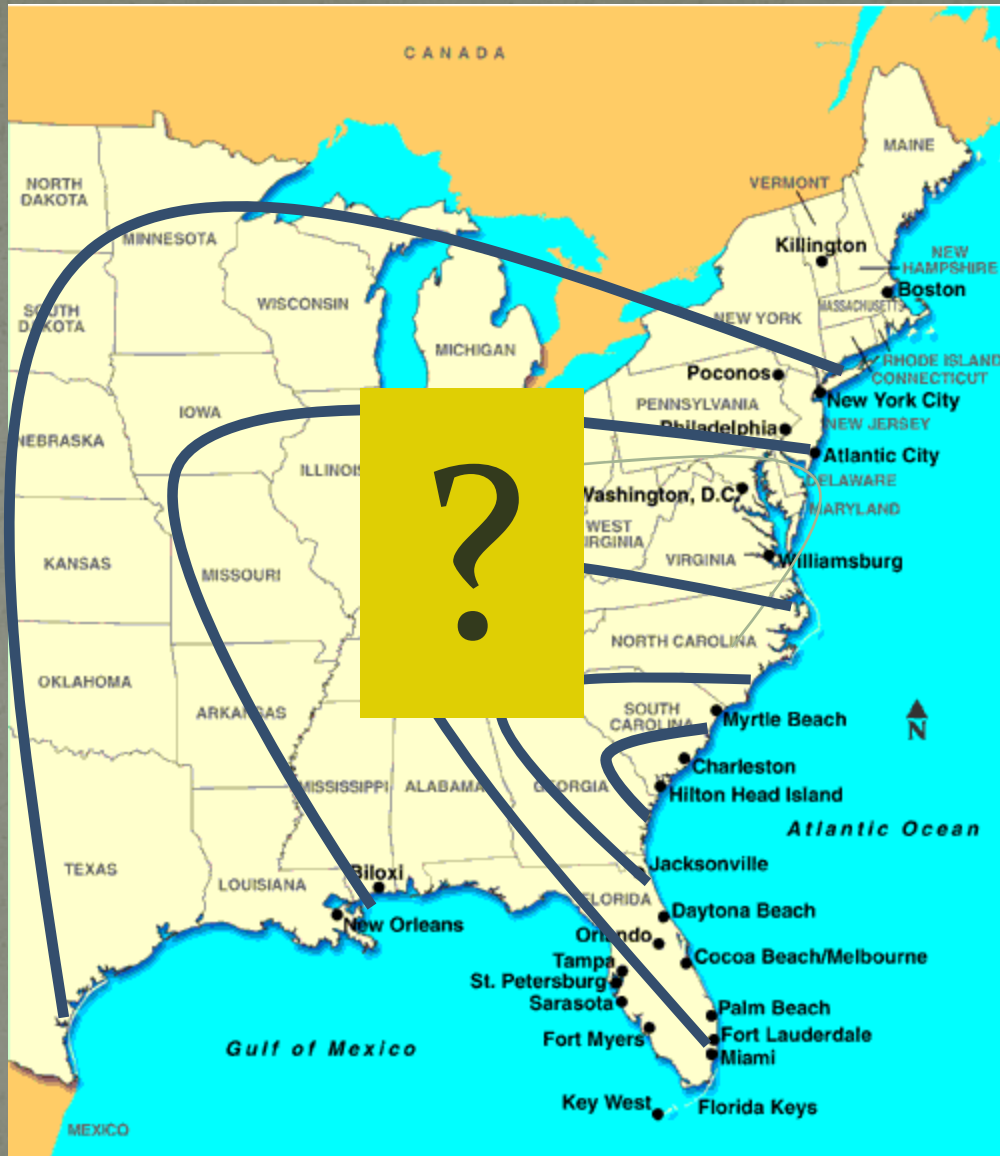 CANADA
MAINE
VERMONT
NORTH
DAKOTA
MINNESOTA
Killington
NEW
HAMPSHIRE
Boston
WISCONSIN
MASSACHUSETTS
SOUTH
DAKOTA
NEW YORK
MICHIGAN
RHODE ISLAND
CONNECTICUT
Poconos
New York City
PENNSYLVANIA
IOWA
NEW JERSEY
Philadelphia
NEBRASKA
Atlantic City
ILLINOIS
DELAWARE
Washington, D.C.
MARYLAND
?
WEST
VIRGINIA
VIRGINIA
Williamsburg
KANSAS
MISSOURI
NORTH CAROLINA
OKLAHOMA
ARKANSAS
SOUTH
CAROLINA
Myrtle Beach
N
Charleston
MISSISSIPPI
ALABAMA
GEORGIA
Hilton Head Island
Atlantic Ocean
TEXAS
Jacksonville
Biloxi
LOUISIANA
FLORIDA
New Orleans
Daytona Beach
Orlando
Cocoa Beach/Melbourne
Tampa
St. Petersburg
Sarasota
Palm Beach
Fort Lauderdale
Fort Myers
Gulf of Mexico
Miami
Key West
Florida Keys
MEXICO